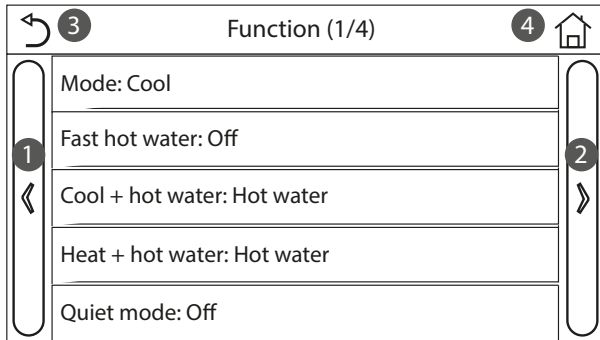 3 Function (1/4) 4
Mode: Cool
Fast hot water: Off
1 2
Cool + hot water: Hot water
Heat + hot water: Hot water
Quiet mode: Off